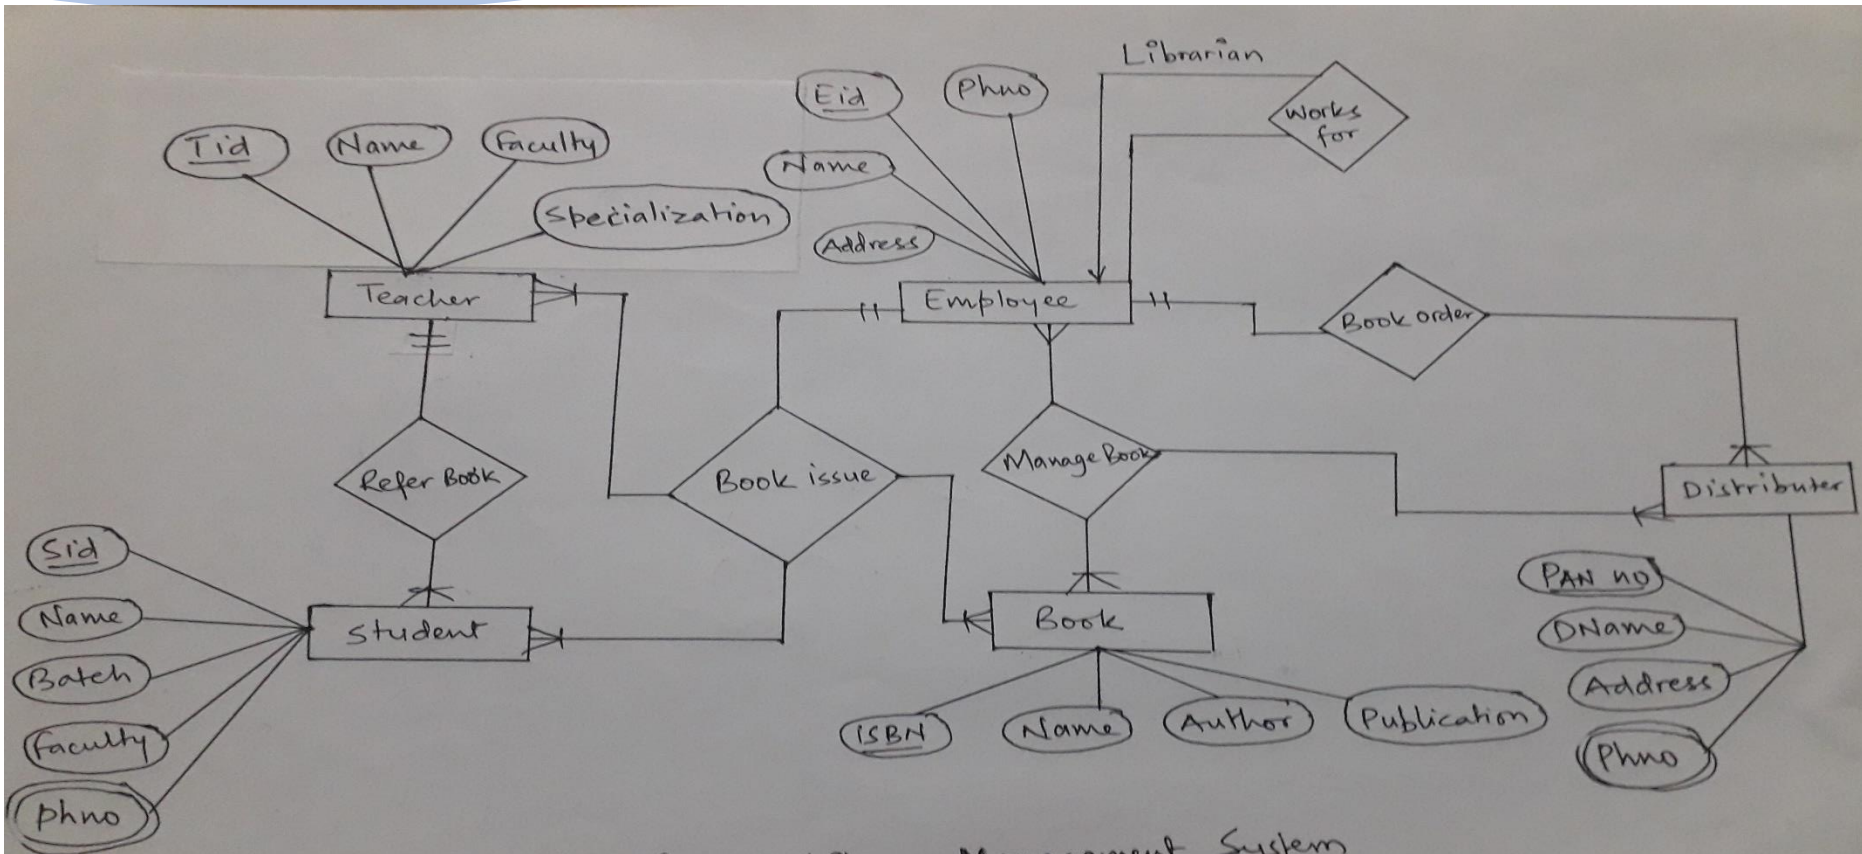 Librarian
Eid
Phno
Works
for
Tid
Name
Faculty
Name
Specialization
Address
Teacher
Employee
Book order
Refer Book
Book issue
Manage Book
Distributer
Sid
Name
Batch
Faculty
phno
Student
Book
ISBN
Name
Author
Publication
PAN no
DName
Address
Phno
Management System